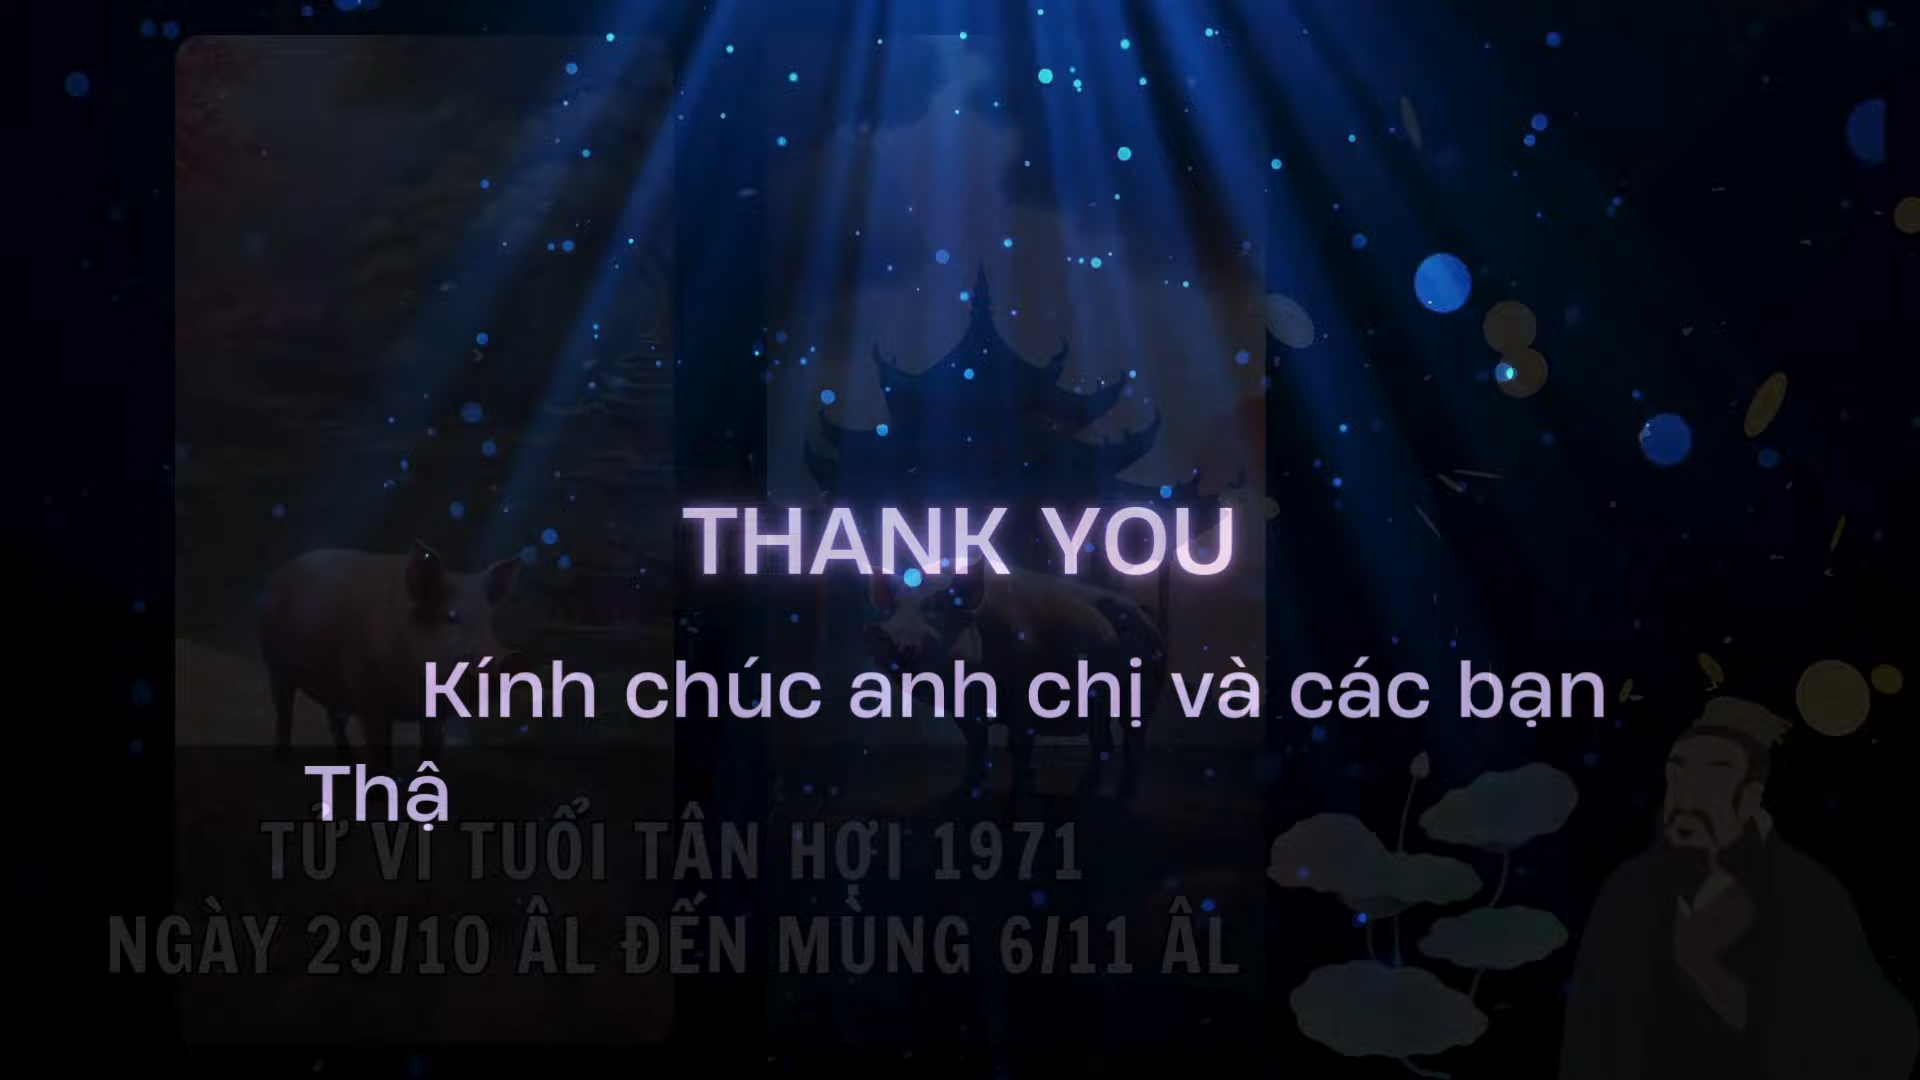 THANK YOU
Kính chúc anh chị và các bạn
Thậ
TỬ VI TUỔI TÂN HỢI 1971
NGÀY 29/10 ÂL ĐẾN MÙNG 6/11 ÂL